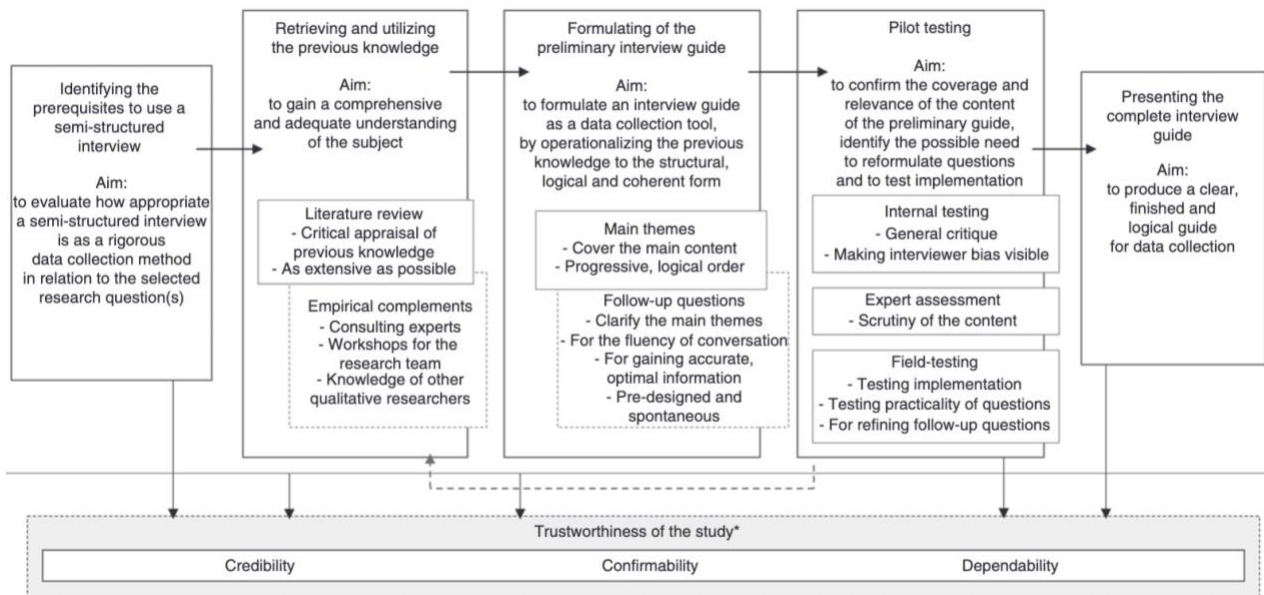 Identifying the
prerequisites to use a
semi-structured
interview
Aim:
to evaluate how appropriate
a semi-structured interview
is as a rigorous
data collection method
in relation to the selected
research question(s)
Retrieving and utilizing
the previous knowledge
Aim:
to gain a comprehensive
and adequate understanding
of the subject
Literature review
- Critical appraisal of
previous knowledge
- As extensive as possible
Empirical complements
- Consulting experts
- Workshops for the
research team
- Knowledge of other
qualitative researchers
Formulating of the
preliminary interview guide
Aim:
to formulate an interview guide
as a data collection tool,
by operationalizing the previous
knowledge to the structural,
logical and coherent form
Main themes
- Cover the main content
- Progressive, logical order
Follow-up questions
- Clarify the main themes
- For the fluency of conversation
- For gaining accurate,
optimal information
- Pre-designed and
spontaneous
Pilot testing
Aim:
to confirm the coverage and
relevance of the content
of the preliminary guide,
identify the possible need
to reformulate questions
and to test implementation
Internal testing
- General critique
- Making interviewer bias visible
Expert assessment
- Scrutiny of the content
Field-testing
- Testing implementation
- Testing practicality of questions
- For refining follow-up questions
Presenting the
complete interview
guide
Aim:
to produce a clear,
finished and
logical guide
for data collection
Trustworthiness of the study*
Credibility
Confirmability
Dependability